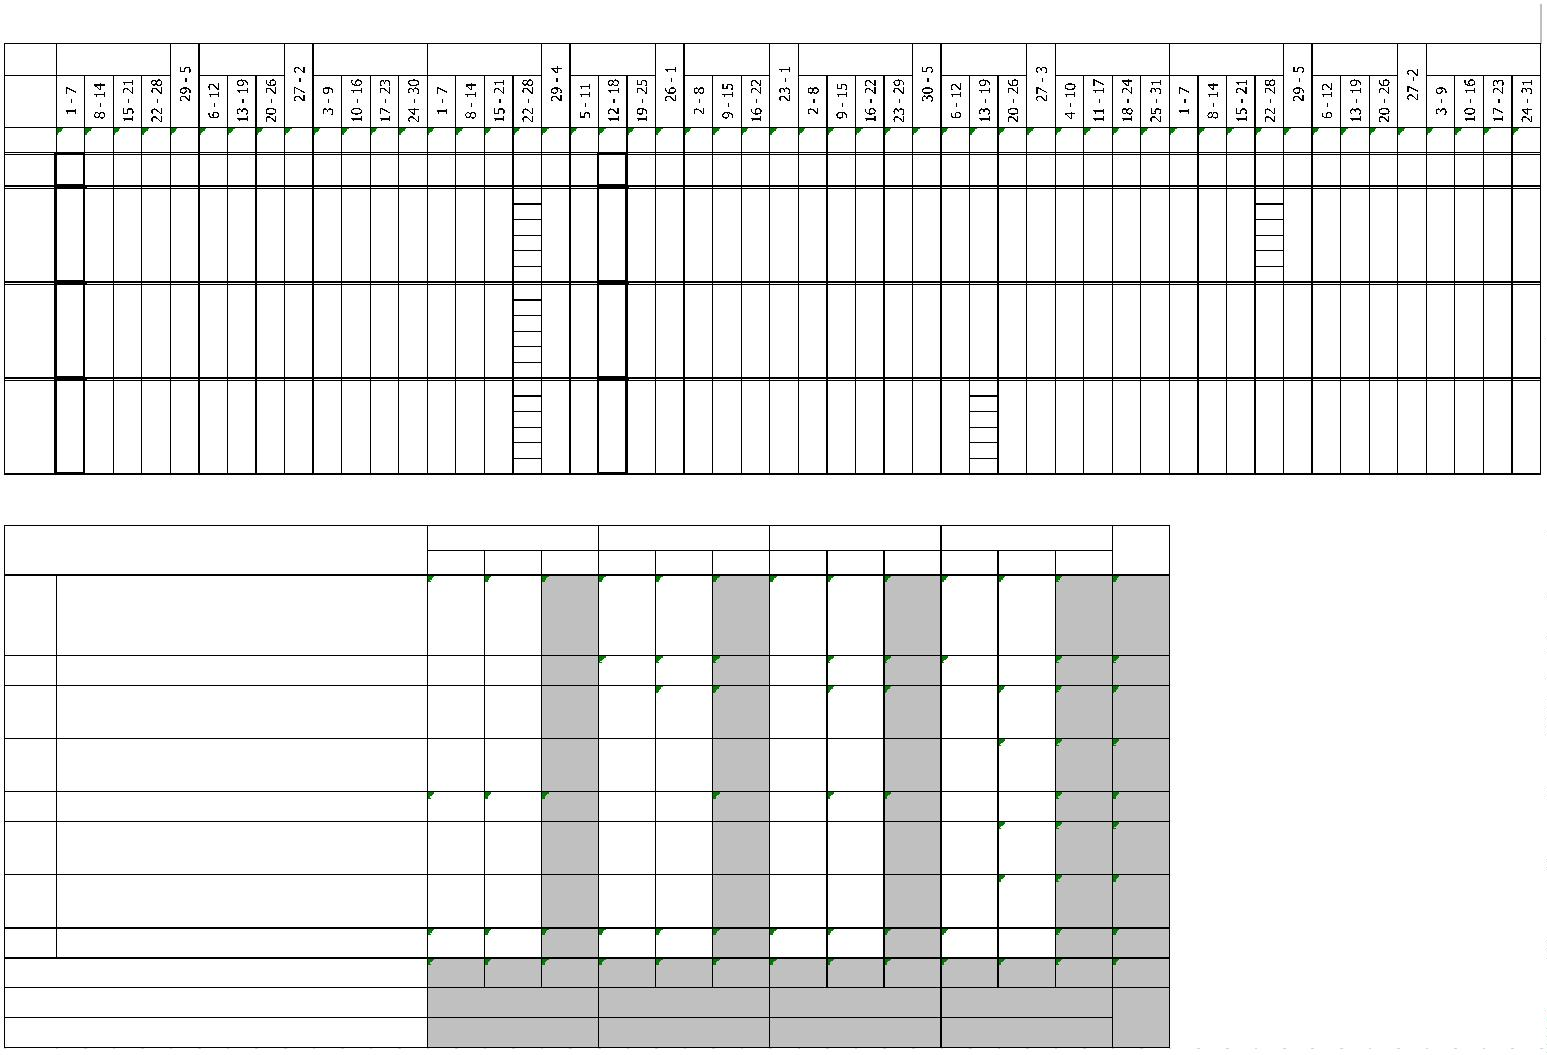 1 - 7
8 - 14
15 - 21
22 - 28
29 - 5
6 - 12
13 - 19
20 - 26
27 - 2
3 - 9
10 - 16
17 - 23
24 - 30
1 - 7
8 - 14
15 - 21
22 - 28
29 - 4
5 - 11
12 - 18
19 - 25
26 - 1
2 - 8
9 - 15
16 - 22
23 - 1
2 - 8
9 - 15
16 - 22
23 - 29
30 - 5
6 - 12
13 - 19
20 - 26
27 - 3
4 - 10
11 - 17
18 - 24
25 - 31
1 - 7
8 - 14
15 - 21
22 - 28
29 - 5
6 - 12
13 - 19
20 - 26
27 -2
3 - 9
10 - 16
17 - 23
24 - 31